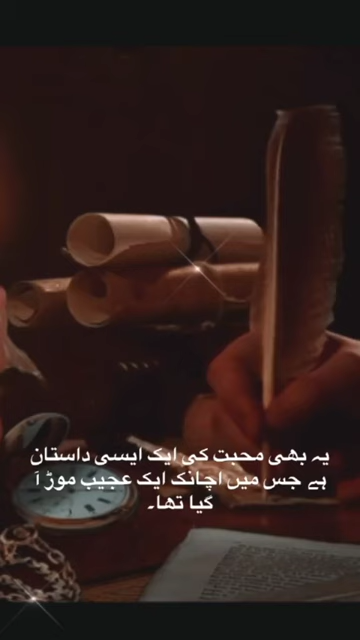 یہ بھی محبت کی ایک ایسی داستان
ہے جس میں اچانک ایک عجیب موڑ آ
گیا تھا۔